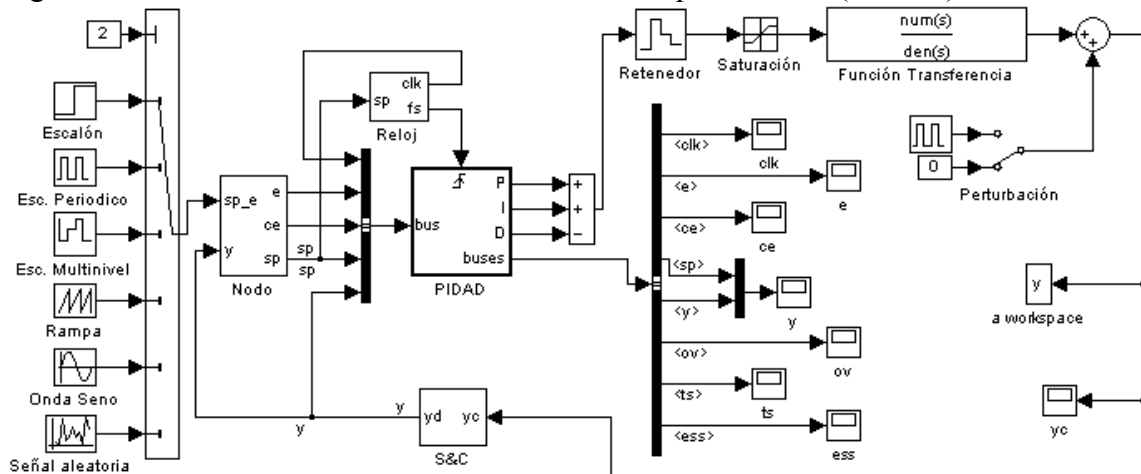 2
Escalón
Esc. Periodico
Esc. Multinivel
Rampa
Onda Seno
Señal aleatoria
sp_e
y
e
ce
sp
Nodo
sp
sp
sp
clk
fs
Reloj
bus
P
I
D
buses
PIDAD
+
+
−
Retenedor
Saturación
num(s)
den(s)
Función Transferencia
+
+
0
Perturbación
<clk>
clk
<e>
e
<ce>
ce
<sp>
<y>
y
<ov>
ov
<ts>
ts
<ess>
ess
y
a workspace
yc
y
y
yd
yc
S&C